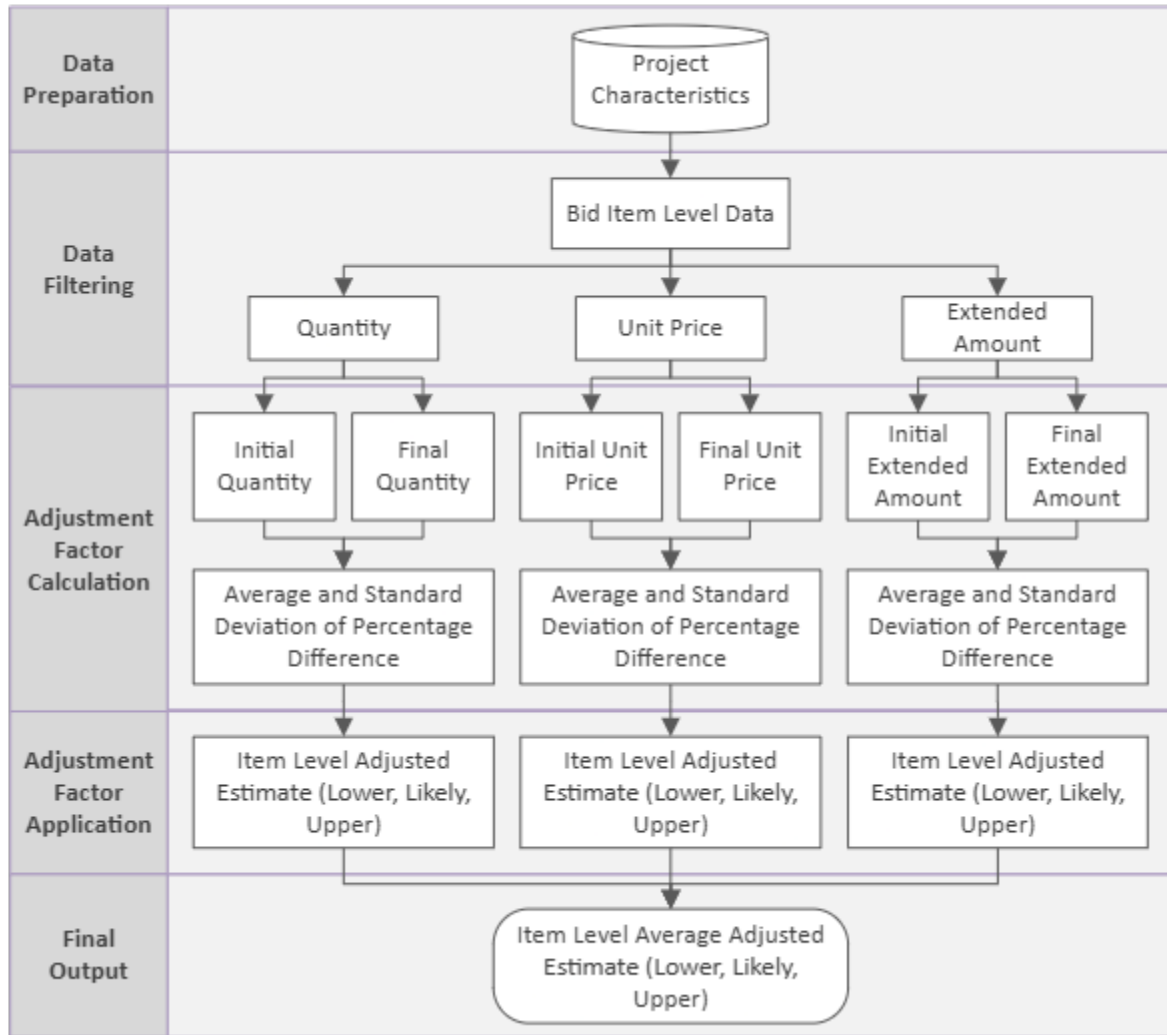 Data
Preparation
Project
Characteristics
Data
Filtering
Bid Item Level Data
Quantity
Unit Price
Extended
Amount
Adjustment
Factor
Calculation
Initial
Quantity
Final
Quantity
Initial Unit
Price
Final Unit
Price
Initial
Extended
Amount
Final
Extended
Amount
Average and Standard
Deviation of Percentage
Difference
Average and Standard
Deviation of Percentage
Difference
Average and Standard
Deviation of Percentage
Difference
Adjustment
Factor
Application
Item Level Adjusted
Estimate (Lower, Likely,
Upper)
Item Level Adjusted
Estimate (Lower, Likely,
Upper)
Item Level Adjusted
Estimate (Lower, Likely,
Upper)
Final
Output
Item Level Average Adjusted
Estimate (Lower, Likely,
Upper)